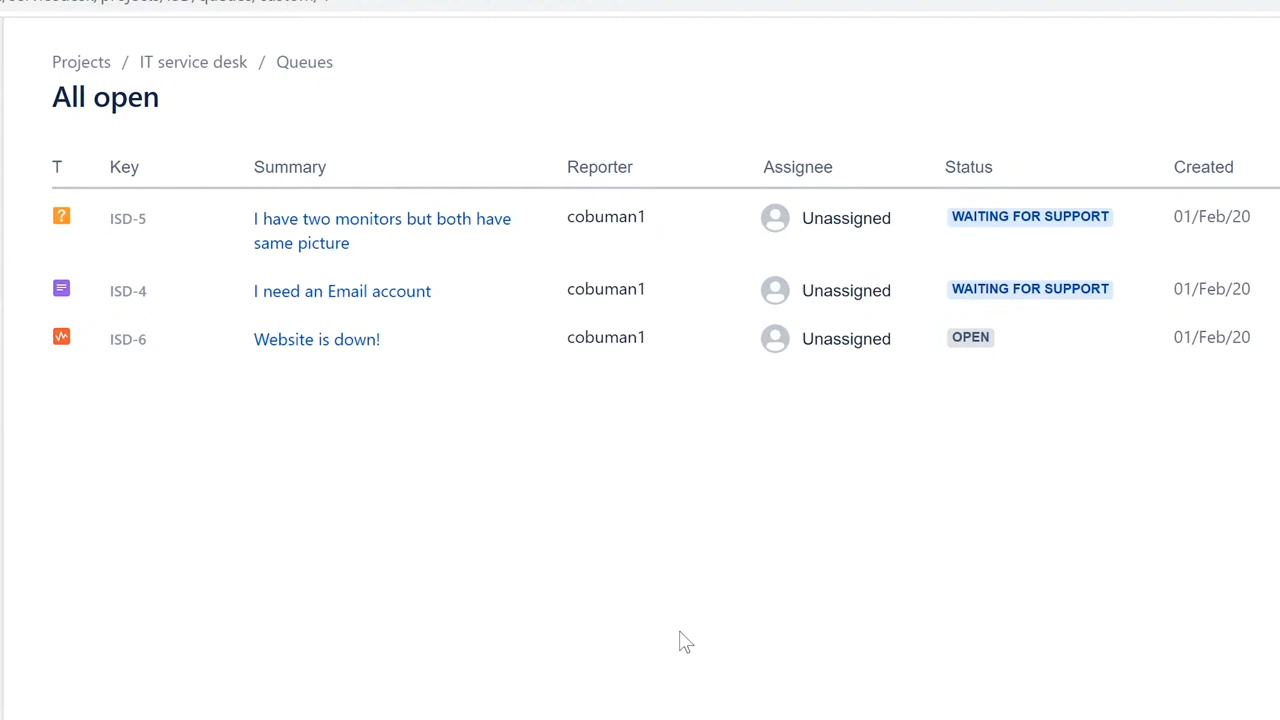 Projects / IT service desk / Queues
All open
T Key Summary Reporter Assignee Status Created
? ISD-5 I have two monitors but both have cobuman1 Unassigned WAITING FOR SUPPORT 01/Feb/20
same picture
ISD-4 I need an Email account cobuman1 Unassigned WAITING FOR SUPPORT 01/Feb/20
ISD-6 Website is down! cobuman1 Unassigned OPEN 01/Feb/20